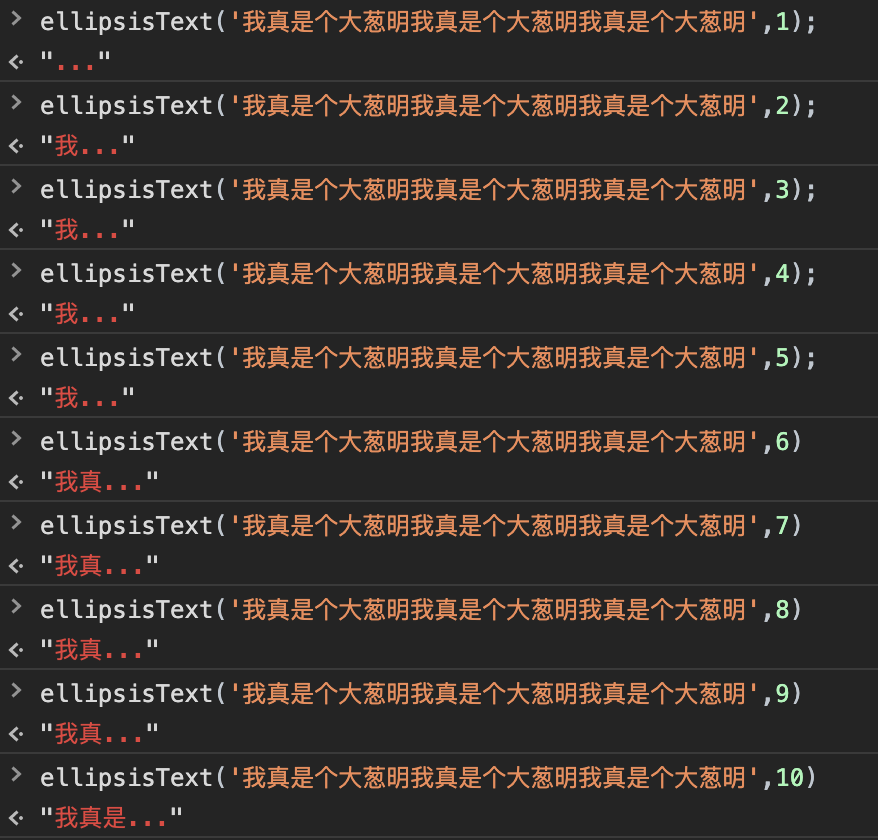 > ellipsisText('我真是个大葱明我真是个大葱明我真是个大葱明',1);
<· "..."
> ellipsisText('我真是个大葱明我真是个大葱明我真是个大葱明',2);
<· "我..."
> ellipsisText('我真是个大葱明我真是个大葱明我真是个大葱明',3);
<· "我..."
> ellipsisText('我真是个大葱明我真是个大葱明我真是个大葱明',4);
<· "我..."
> ellipsisText('我真是个大葱明我真是个大葱明我真是个大葱明',5);
<· "我..."
> ellipsisText('我真是个大葱明我真是个大葱明我真是个大葱明',6)
<· "我真..."
> ellipsisText('我真是个大葱明我真是个大葱明我真是个大葱明',7)
<· "我真..."
> ellipsisText('我真是个大葱明我真是个大葱明我真是个大葱明',8)
<· "我真..."
> ellipsisText('我真是个大葱明我真是个大葱明我真是个大葱明',9)
<· "我真..."
> ellipsisText('我真是个大葱明我真是个大葱明我真是个大葱明',10)
<· "我真是..."